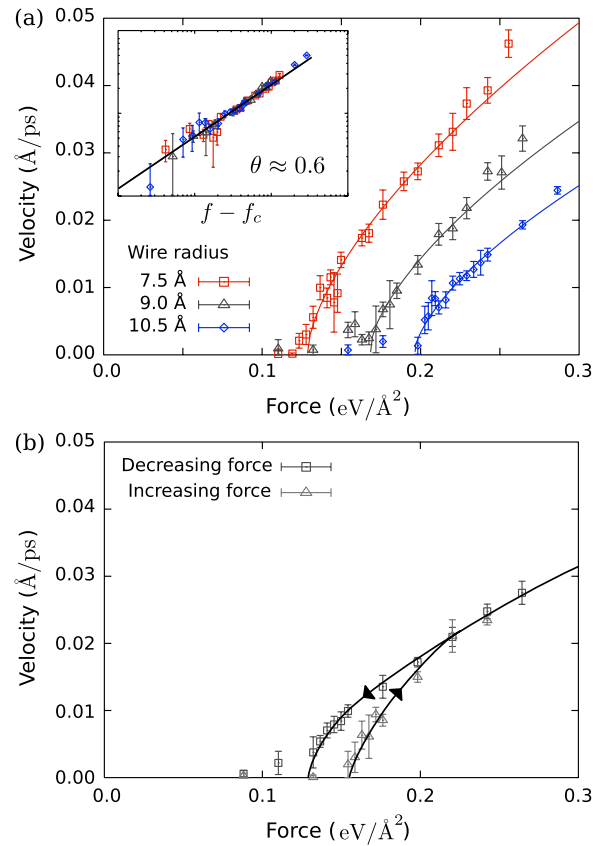 (a)
0.05
0.04
0.03
0.02
0.01
0.00
Velocity (Å/ps)
θ ≈ 0.6
f − f_c
Wire radius
7.5 Å
9.0 Å
10.5 Å
0.0 0.1 0.2 0.3
Force (eV/Å²)
(b)
0.05
0.04
0.03
0.02
0.01
0.00
Velocity (Å/ps)
Decreasing force
Increasing force
0.0 0.1 0.2 0.3
Force (eV/Å²)